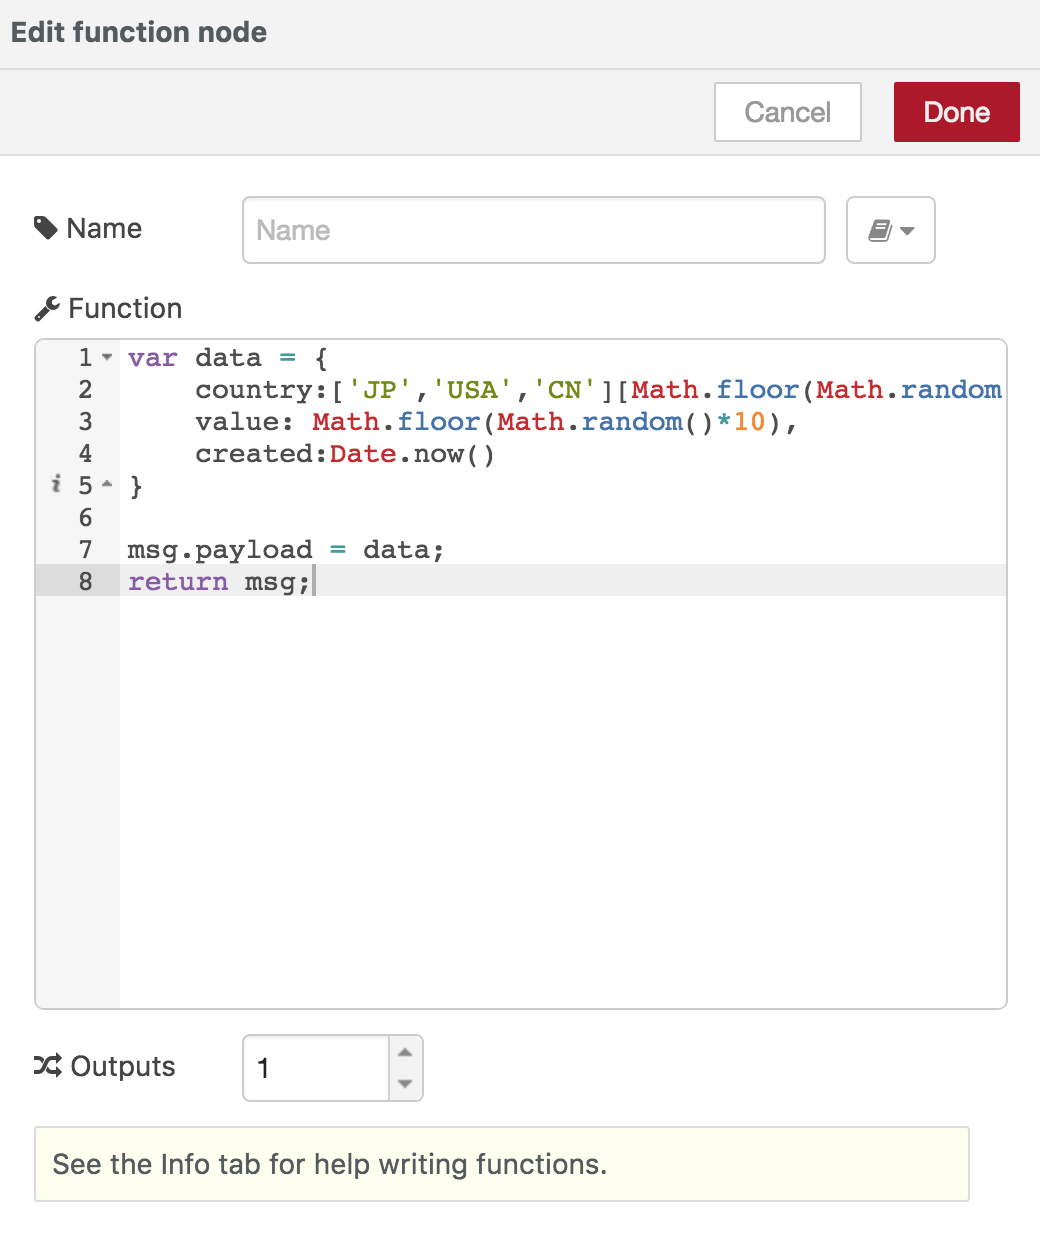 Edit function node
Cancel Done
Name Name
Function
1 var data = {
2 country:['JP','USA','CN'][Math.floor(Math.random
3 value: Math.floor(Math.random()*10),
4 created:Date.now()
i 5 }
6
7 msg.payload = data;
8 return msg;
Outputs 1
See the Info tab for help writing functions.